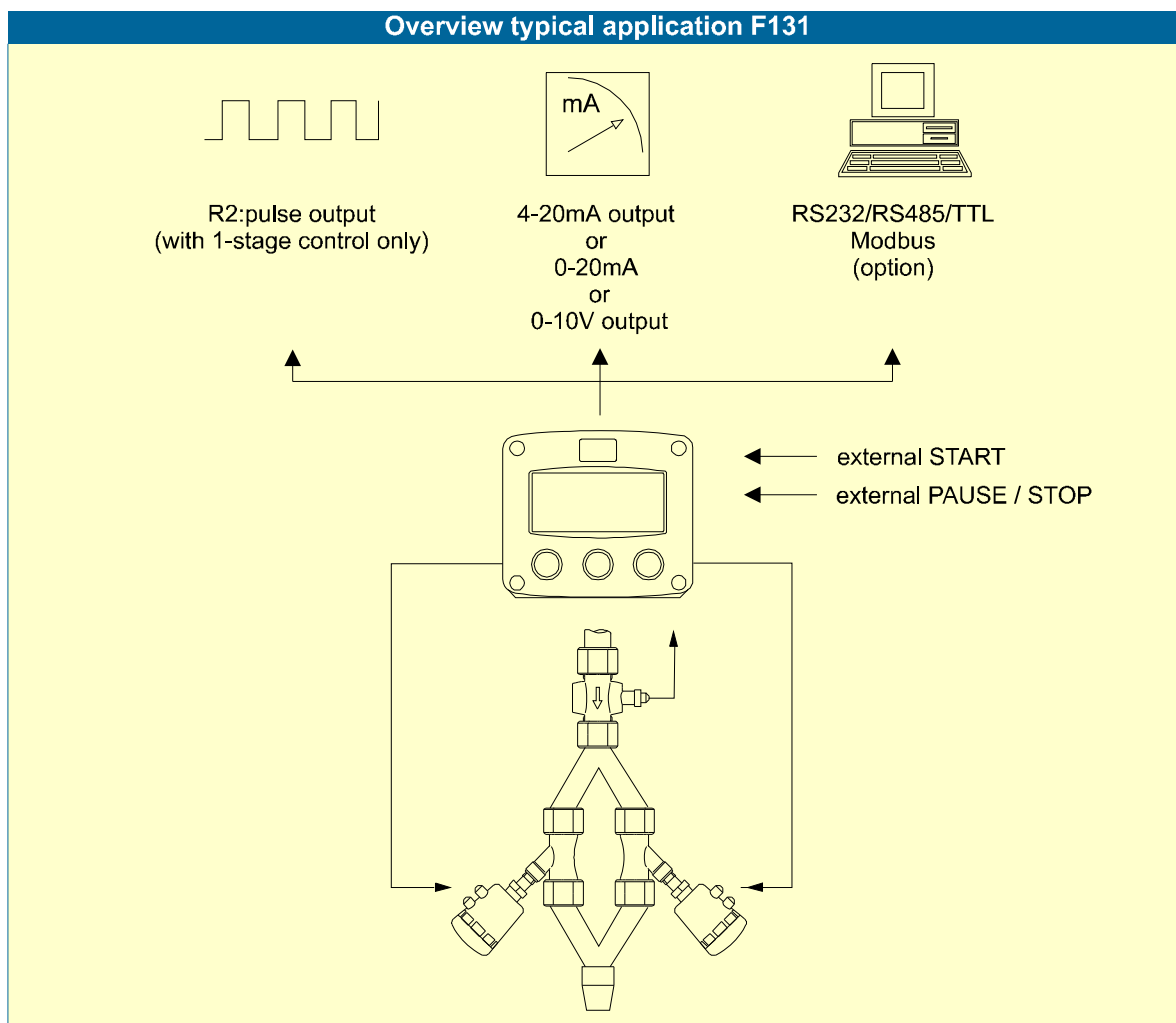 Overview typical application F131
mA
R2:pulse output
(with 1-stage control only)
4-20mA output
or
0-20mA
or
0-10V output
RS232/RS485/TTL
Modbus
(option)
external START
external PAUSE / STOP